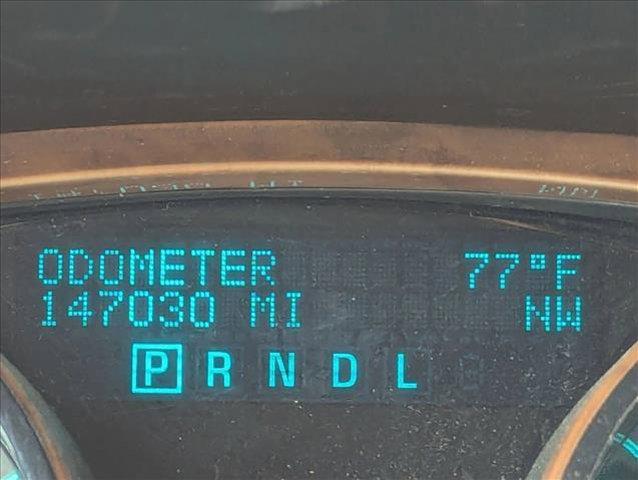 ODOMETER 77°F
147030 MI NW
P R N D L